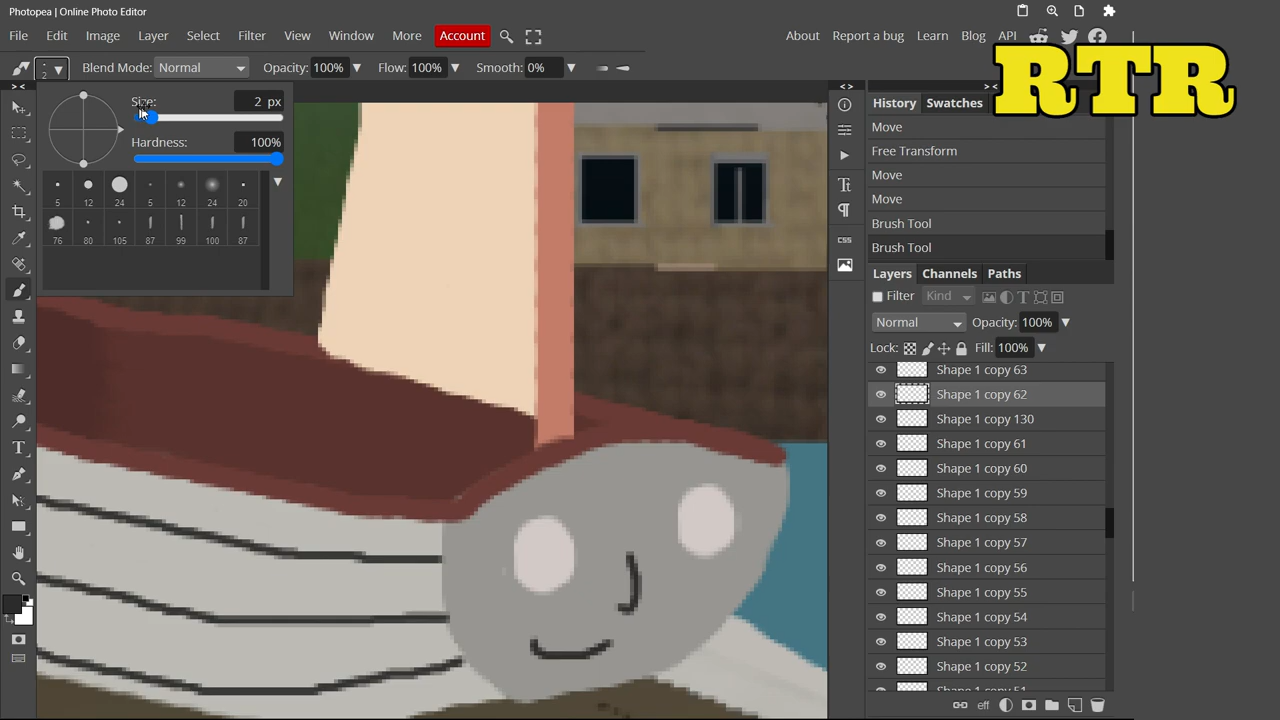 Photopea | Online Photo Editor
File Edit Image Layer Select Filter View Window More Account
About Report a bug Learn Blog API
RTR
2 Blend Mode: Normal Opacity: 100% Flow: 100% Smooth: 0%
> < < > > <
Size: 2 px
Hardness: 100%
5 12 24 5 12 24 20
76 80 105 87 99 100 87
CSS
History Swatches
Move
Free Transform
Move
Move
Brush Tool
Brush Tool
Layers Channels Paths
Filter Kind
Normal Opacity: 100%
Lock: Fill: 100%
Shape 1 copy 63
Shape 1 copy 62
Shape 1 copy 130
Shape 1 copy 61
Shape 1 copy 60
Shape 1 copy 59
Shape 1 copy 58
Shape 1 copy 57
Shape 1 copy 56
Shape 1 copy 55
Shape 1 copy 54
Shape 1 copy 53
Shape 1 copy 52
Shape 1 copy 51
eff